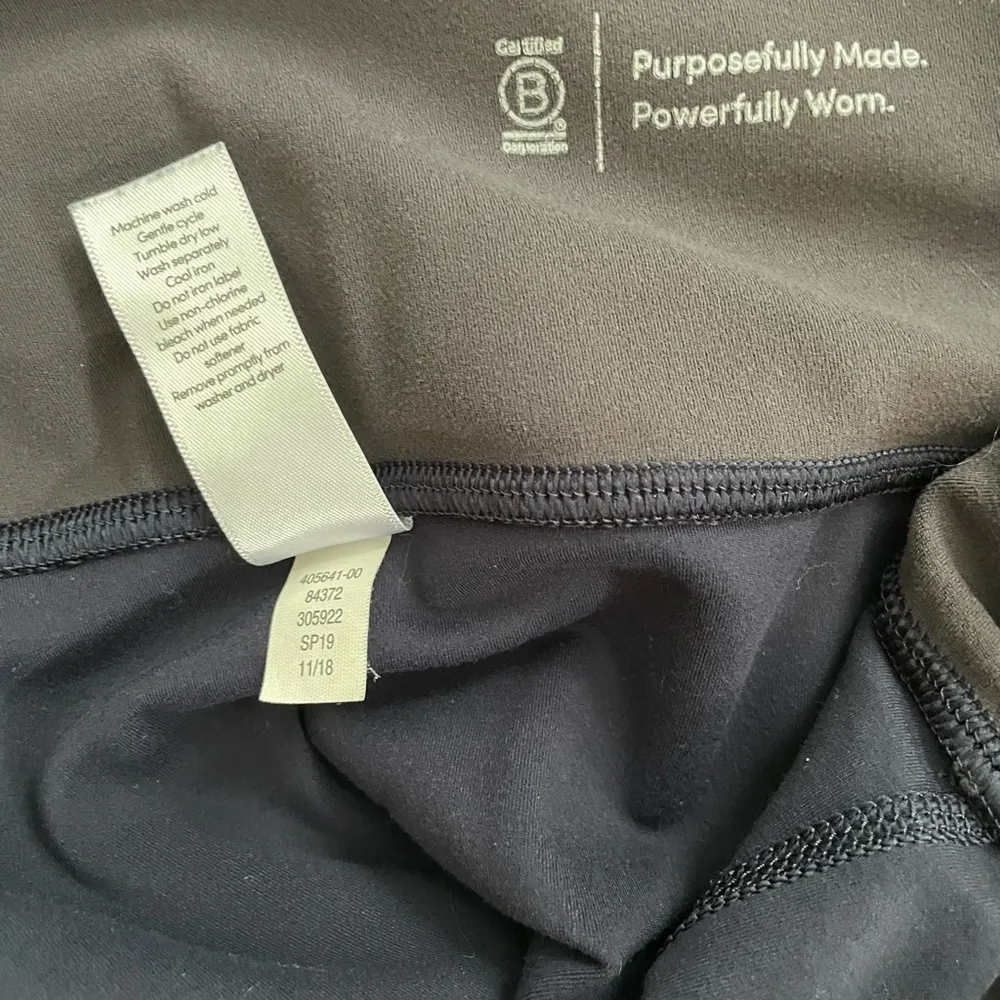 Certified
B
®
Corporation
Purposefully Made.
Powerfully Worn.
Machine wash cold
Gentle cycle
Tumble dry low
Wash separately
Cool iron
Do not iron label
Use non-chlorine
bleach when needed
Do not use fabric
softener
Remove promptly from
washer and dryer
405641-00
84372
305922
SP19
11/18